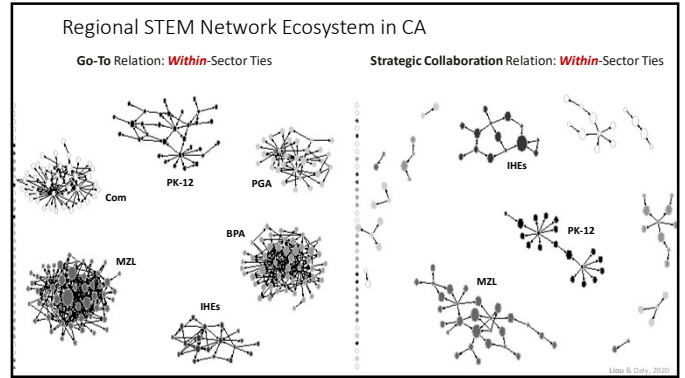 Regional STEM Network Ecosystem in CA
Go-To Relation: Within-Sector Ties
Strategic Collaboration Relation: Within-Sector Ties
Com
PK-12
PGA
MZL
BPA
IHEs
IHEs
PK-12
MZL
Liou & Daly, 2020